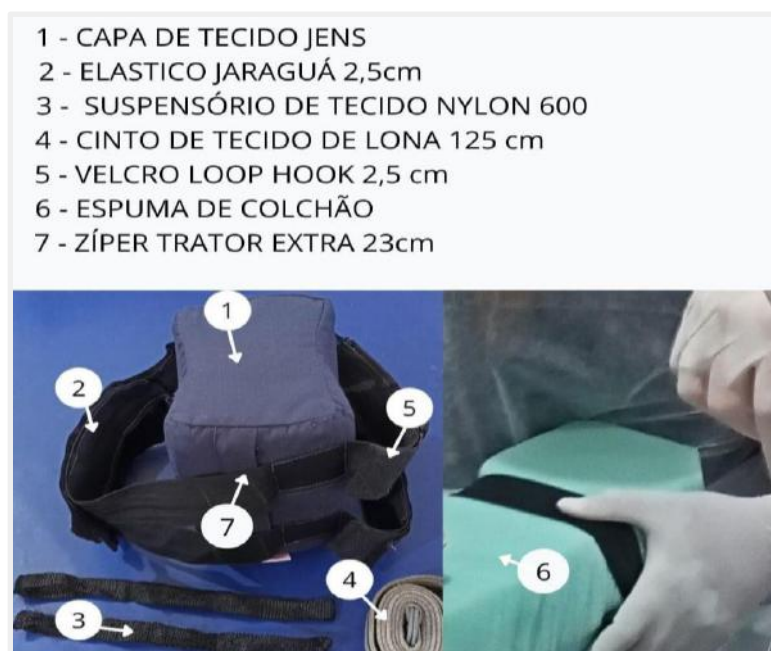 1 - CAPA DE TECIDO JENS
2 - ELASTICO JARAGUÁ 2,5cm
3 - SUSPENSÓRIO DE TECIDO NYLON 600
4 - CINTO DE TECIDO DE LONA 125 cm
5 - VELCRO LOOP HOOK 2,5 cm
6 - ESPUMA DE COLCHÃO
7 - ZÍPER TRATOR EXTRA 23cm
1
2
5
7
4
3
6